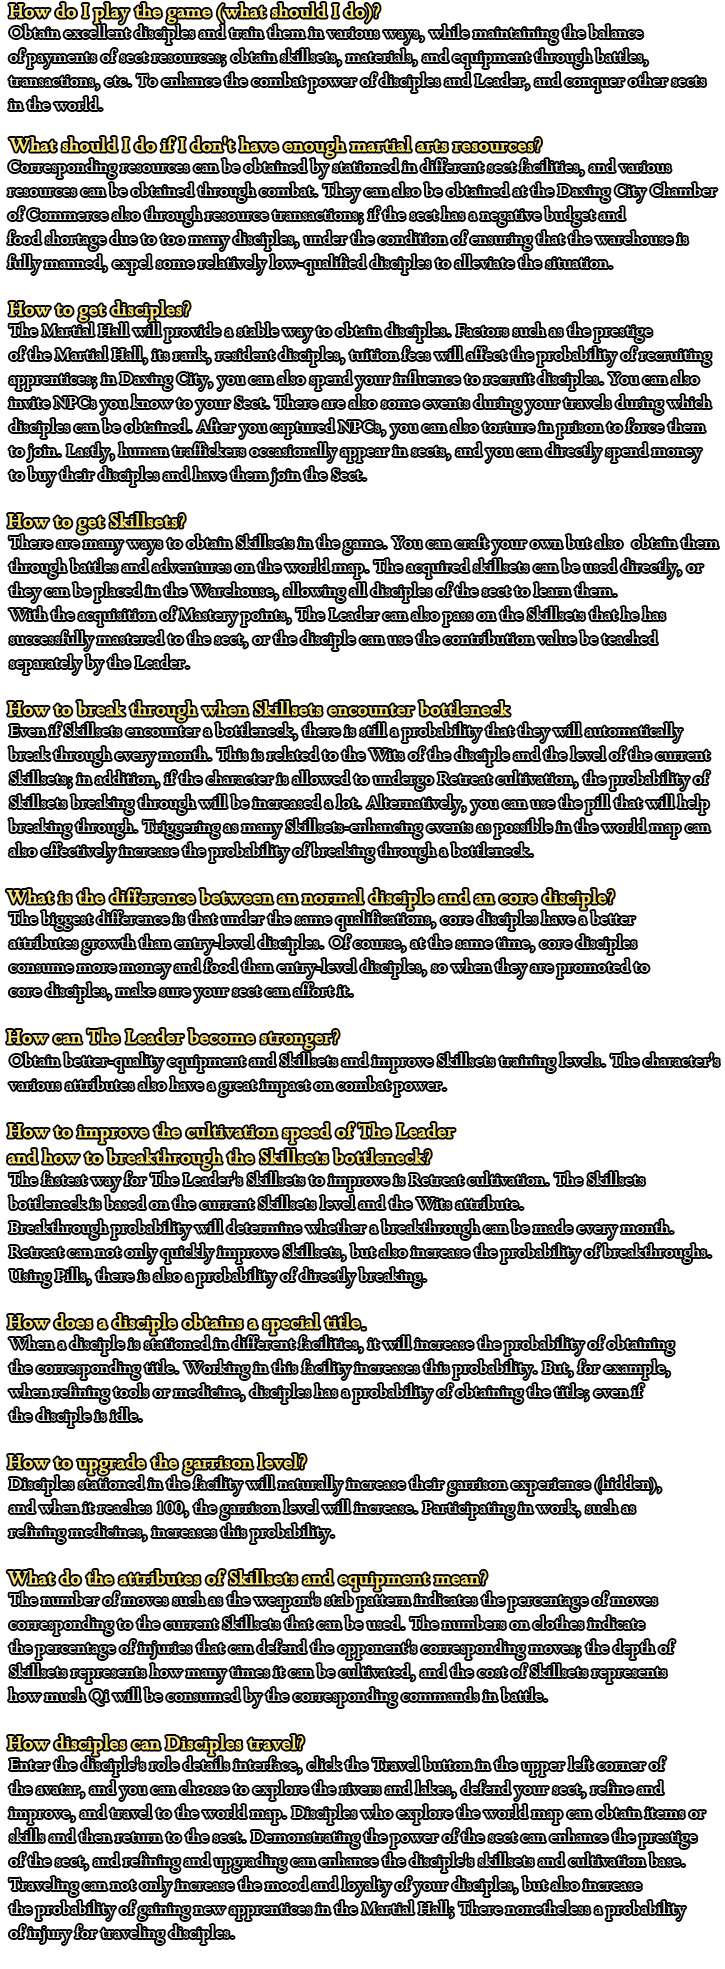 How do I play the game (what should I do)?
Obtain excellent disciples and train them in various ways, while maintaining the balance
of payments of sect resources; obtain skillsets, materials, and equipment through battles,
transactions, etc. To enhance the combat power of disciples and Leader, and conquer other sects
in the world.
What should I do if I don't have enough martial arts resources?
Corresponding resources can be obtained by stationed in different sect facilities, and various
resources can be obtained through combat. They can also be obtained at the Daxing City Chamber
of Commerce also through resource transactions; if the sect has a negative budget and
food shortage due to too many disciples, under the condition of ensuring that the warehouse is
fully manned, expel some relatively low-qualified disciples to alleviate the situation.
How to get disciples?
The Martial Hall will provide a stable way to obtain disciples. Factors such as the prestige
of the Martial Hall, its rank, resident disciples, tuition fees will affect the probability of recruiting
apprentices; in Daxing City, you can also spend your influence to recruit disciples. You can also
invite NPCs you know to your Sect. There are also some events during your travels during which
disciples can be obtained. After you captured NPCs, you can also torture in prison to force them
to join. Lastly, human traffickers occasionally appear in sects, and you can directly spend money
to buy their disciples and have them join the Sect.
How to get Skillsets?
There are many ways to obtain Skillsets in the game. You can craft your own but also  obtain them
through battles and adventures on the world map. The acquired skillsets can be used directly, or
they can be placed in the Warehouse, allowing all disciples of the sect to learn them.
With the acquisition of Mastery points, The Leader can also pass on the Skillsets that he has
successfully mastered to the sect, or the disciple can use the contribution value be teached
separately by the Leader.
How to break through when Skillsets encounter bottleneck
Even if Skillsets encounter a bottleneck, there is still a probability that they will automatically
break through every month. This is related to the Wits of the disciple and the level of the current
Skillsets; in addition, if the character is allowed to undergo Retreat cultivation, the probability of
Skillsets breaking through will be increased a lot. Alternatively, you can use the pill that will help
breaking through. Triggering as many Skillsets-enhancing events as possible in the world map can
also effectively increase the probability of breaking through a bottleneck.
What is the difference between an normal disciple and an core disciple?
The biggest difference is that under the same qualifications, core disciples have a better
attributes growth than entry-level disciples. Of course, at the same time, core disciples
consume more money and food than entry-level disciples, so when they are promoted to
core disciples, make sure your sect can affort it.
How can The Leader become stronger?
Obtain better-quality equipment and Skillsets and improve Skillsets training levels. The character's
various attributes also have a great impact on combat power.
How to improve the cultivation speed of The Leader
and how to breakthrough the Skillsets bottleneck?
The fastest way for The Leader's Skillsets to improve is Retreat cultivation. The Skillsets
bottleneck is based on the current Skillsets level and the Wits attribute.
Breakthrough probability will determine whether a breakthrough can be made every month.
Retreat can not only quickly improve Skillsets, but also increase the probability of breakthroughs.
Using Pills, there is also a probability of directly breaking.
How does a disciple obtains a special title.
When a disciple is stationed in different facilities, it will increase the probability of obtaining
the corresponding title. Working in this facility increases this probability. But, for example,
when refining tools or medicine, disciples has a probability of obtaining the title; even if
the disciple is idle.
How to upgrade the garrison level?
Disciples stationed in the facility will naturally increase their garrison experience (hidden),
and when it reaches 100, the garrison level will increase. Participating in work, such as
refining medicines, increases this probability.
What do the attributes of Skillsets and equipment mean?
The number of moves such as the weapon's stab pattern indicates the percentage of moves
corresponding to the current Skillsets that can be used. The numbers on clothes indicate
the percentage of injuries that can defend the opponent's corresponding moves; the depth of
Skillsets represents how many times it can be cultivated, and the cost of Skillsets represents
how much Qi will be consumed by the corresponding commands in battle.
How disciples can Disciples travel?
Enter the disciple's role details interface, click the Travel button in the upper left corner of
the avatar, and you can choose to explore the rivers and lakes, defend your sect, refine and
improve, and travel to the world map. Disciples who explore the world map can obtain items or
skills and then return to the sect. Demonstrating the power of the sect can enhance the prestige
of the sect, and refining and upgrading can enhance the disciple's skillsets and cultivation base.
Traveling can not only increase the mood and loyalty of your disciples, but also increase
the probability of gaining new apprentices in the Martial Hall; There nonetheless a probability
of injury for traveling disciples.